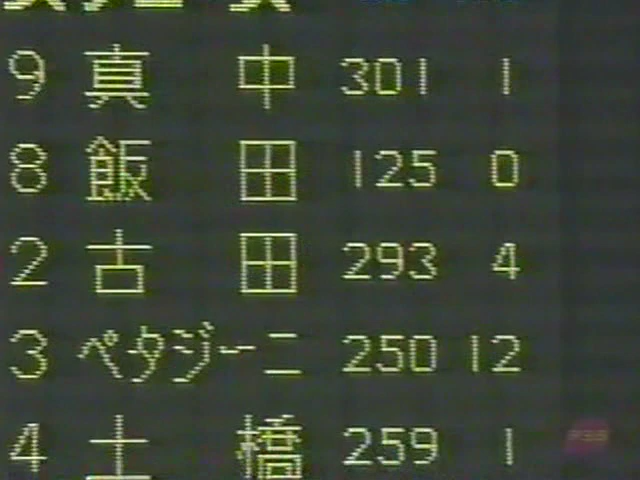 9 真 中 301 1
8 飯 田 125 0
2 古 田 293 4
3 ペタジーニ 250 12
4 土 橋 259 1